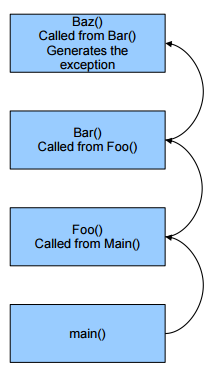 Baz()
Called from Bar()
Generates the
exception
Bar()
Called from Foo()
Foo()
Called from Main()
main()